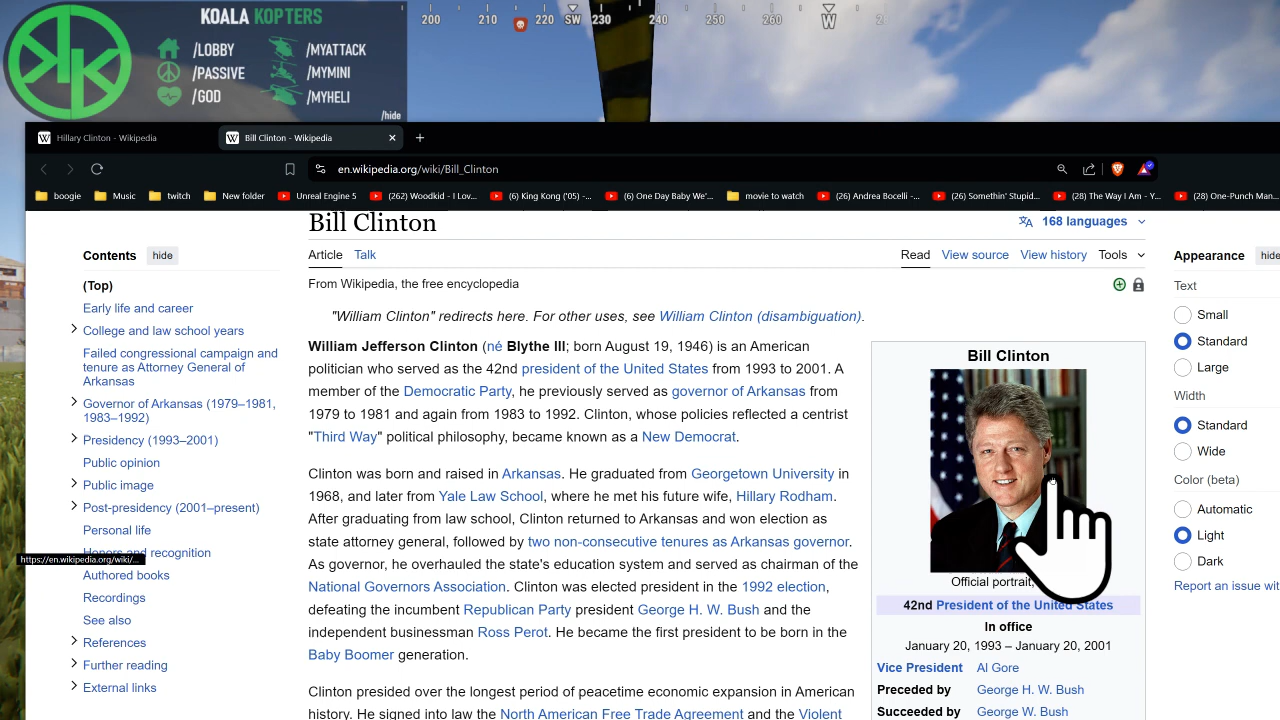 KOALA KOPTERS
/LOBBY
/PASSIVE
/GOD
/MYATTACK
/MYMINI
/MYHELI
/hide
200 210 220 SW 230 240 250 260 W 2
Hillary Clinton - Wikipedia
Bill Clinton - Wikipedia
en.wikipedia.org/wiki/Bill_Clinton
boogie Music twitch New folder Unreal Engine 5 (262) Woodkid - I Lov... (6) King Kong ('05) -... (6) One Day Baby We'... movie to watch (26) Andrea Bocelli -... (26) Somethin' Stupid... (28) The Way I Am - Y... (28) One-Punch Man...
Bill Clinton
168 languages
Article Talk
Read View source View history Tools
From Wikipedia, the free encyclopedia
Contents hide
(Top)
Early life and career
College and law school years
Failed congressional campaign and
tenure as Attorney General of
Arkansas
Governor of Arkansas (1979–1981,
1983–1992)
Presidency (1993–2001)
Public opinion
Public image
Post-presidency (2001–present)
Personal life
Honors and recognition
https://en.wikipedia.org/wiki/...
Authored books
Recordings
See also
References
Further reading
External links
"William Clinton" redirects here. For other uses, see William Clinton (disambiguation).
William Jefferson Clinton (né Blythe III; born August 19, 1946) is an American
politician who served as the 42nd president of the United States from 1993 to 2001. A
member of the Democratic Party, he previously served as governor of Arkansas from
1979 to 1981 and again from 1983 to 1992. Clinton, whose policies reflected a centrist
"Third Way" political philosophy, became known as a New Democrat.
Clinton was born and raised in Arkansas. He graduated from Georgetown University in
1968, and later from Yale Law School, where he met his future wife, Hillary Rodham.
After graduating from law school, Clinton returned to Arkansas and won election as
state attorney general, followed by two non-consecutive tenures as Arkansas governor.
As governor, he overhauled the state's education system and served as chairman of the
National Governors Association. Clinton was elected president in the 1992 election,
defeating the incumbent Republican Party president George H. W. Bush and the
independent businessman Ross Perot. He became the first president to be born in the
Baby Boomer generation.
Clinton presided over the longest period of peacetime economic expansion in American
history. He signed into law the North American Free Trade Agreement and the Violent
Bill Clinton
Official portrait,
42nd President of the United States
In office
January 20, 1993 – January 20, 2001
Vice President Al Gore
Preceded by George H. W. Bush
Succeeded by George W. Bush
Appearance hide
Text
Small
Standard
Large
Width
Standard
Wide
Color (beta)
Automatic
Light
Dark
Report an issue wit